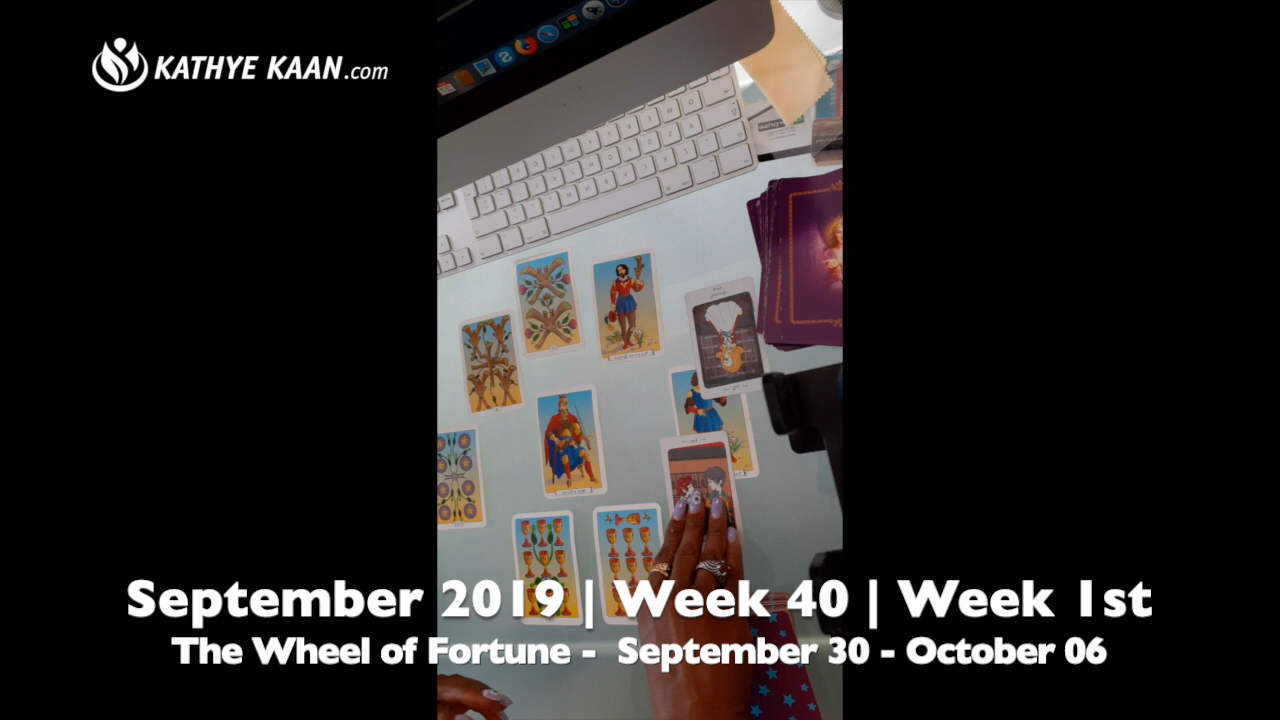 KATHYE KAAN.com
September 2019 | Week 40 | Week 1st
The Wheel of Fortune - September 30 - October 06